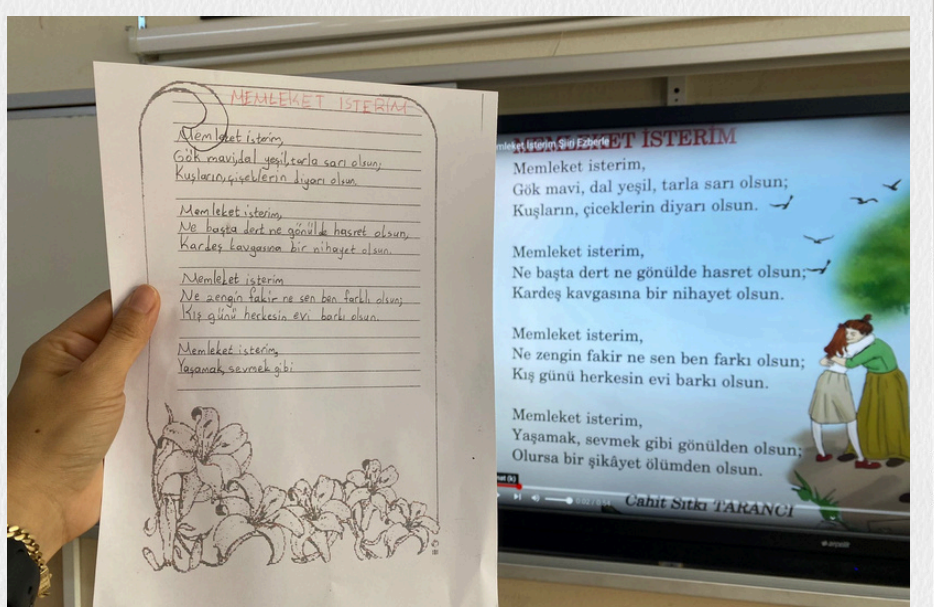 MEMLEKET İSTERİM
Memleket isterim,
Gök mavi,dal yeşil,tarla sarı olsun;
Kuşların,çiçeklerin diyarı olsun.
Memleket isterim,
Ne başta dert ne gönülde hasret olsun,
Kardeş kavgasına bir nihayet olsun.
Memleket isterim
Ne zengin fakir ne sen ben farklı olsun;
Kış günü herkesin evi barkı olsun.
Memleket isterim,
Yaşamak, sevmek gibi
MEMLEKET İSTERİM
mleket İsterim Şiiri Ezberle
Memleket isterim,
Gök mavi, dal yeşil, tarla sarı olsun;
Kuşların, çiceklerin diyarı olsun.
Memleket isterim,
Ne başta dert ne gönülde hasret olsun;
Kardeş kavgasına bir nihayet olsun.
Memleket isterim,
Ne zengin fakir ne sen ben farkı olsun;
Kış günü herkesin evi barkı olsun.
Memleket isterim,
Yaşamak, sevmek gibi gönülden olsun;
Olursa bir şikâyet ölümden olsun.
Cahit Sıtkı TARANCI
arçelik